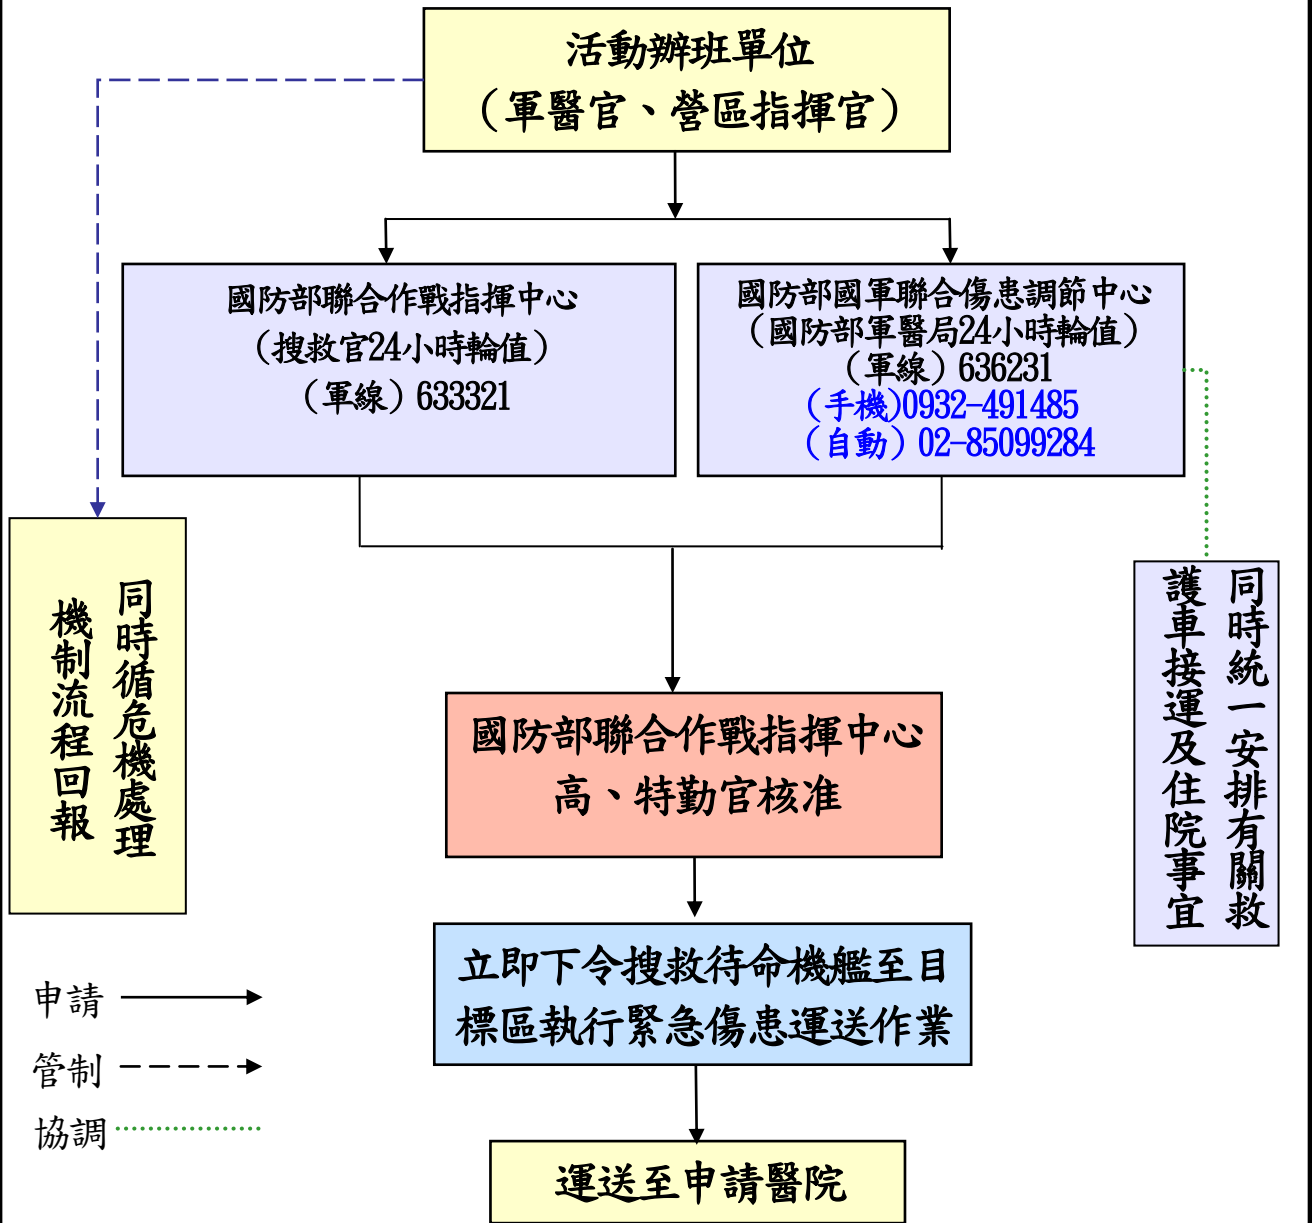 活動辦班單位
（軍醫官、營區指揮官）
國防部聯合作戰指揮中心
（搜救官24小時輪值）
（軍線）633321
國防部國軍聯合傷患調節中心
（國防部軍醫局24小時輪值）
（軍線）636231
（手機)0932-491485
（自動）02-85099284
同時循危機處理
機制流程回報
同時統一安排有關救
護車接運及住院事宜
國防部聯合作戰指揮中心
高、特勤官核准
立即下令搜救待命機艦至目
標區執行緊急傷患運送作業
運送至申請醫院
申請
管制
協調